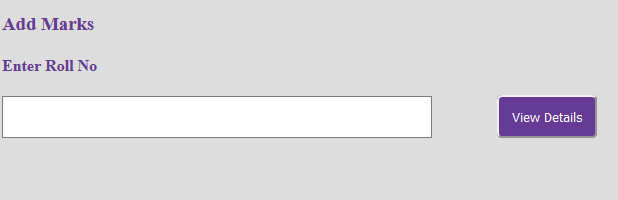 Add Marks
Enter Roll No
View Details